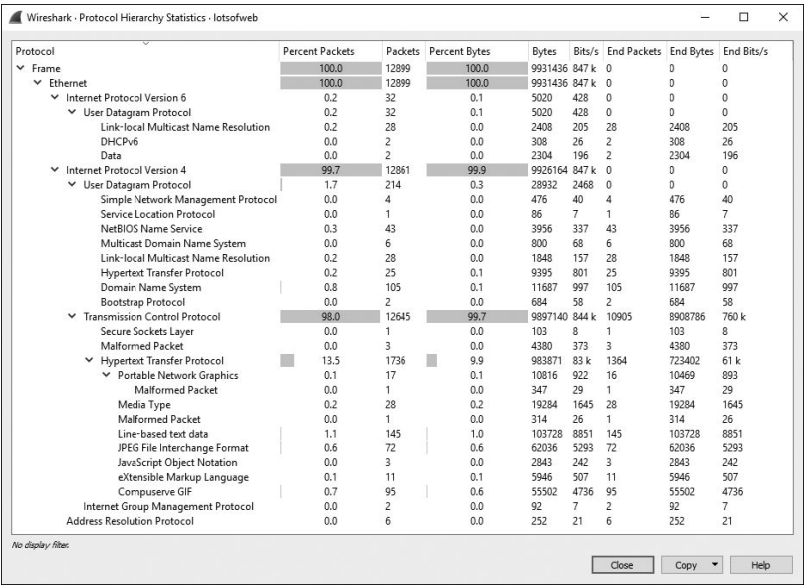 Wireshark · Protocol Hierarchy Statistics · lotsofweb
Protocol Percent Packets Packets Percent Bytes Bytes Bits/s End Packets End Bytes End Bits/s
Frame 100.0 12899 100.0 9931436 847 k 0 0 0
Ethernet 100.0 12899 100.0 9931436 847 k 0 0 0
Internet Protocol Version 6 0.2 32 0.1 5020 428 0 0 0
User Datagram Protocol 0.2 32 0.1 5020 428 0 0 0
Link-local Multicast Name Resolution 0.2 28 0.0 2408 205 28 2408 205
DHCPv6 0.0 2 0.0 308 26 2 308 26
Data 0.0 2 0.0 2304 196 2 2304 196
Internet Protocol Version 4 99.7 12861 99.9 9926164 847 k 0 0 0
User Datagram Protocol 1.7 214 0.3 28932 2468 0 0 0
Simple Network Management Protocol 0.0 4 0.0 476 40 4 476 40
Service Location Protocol 0.0 1 0.0 86 7 1 86 7
NetBIOS Name Service 0.3 43 0.0 3956 337 43 3956 337
Multicast Domain Name System 0.0 6 0.0 800 68 6 800 68
Link-local Multicast Name Resolution 0.2 28 0.0 1848 157 28 1848 157
Hypertext Transfer Protocol 0.2 25 0.1 9395 801 25 9395 801
Domain Name System 0.8 105 0.1 11687 997 105 11687 997
Bootstrap Protocol 0.0 2 0.0 684 58 2 684 58
Transmission Control Protocol 98.0 12645 99.7 9897140 844 k 10905 8908786 760 k
Secure Sockets Layer 0.0 1 0.0 103 8 1 103 8
Malformed Packet 0.0 3 0.0 4380 373 3 4380 373
Hypertext Transfer Protocol 13.5 1736 9.9 983871 83 k 1364 723402 61 k
Portable Network Graphics 0.1 17 0.1 10816 922 16 10469 893
Malformed Packet 0.0 1 0.0 347 29 1 347 29
Media Type 0.2 28 0.2 19284 1645 28 19284 1645
Malformed Packet 0.0 1 0.0 314 26 1 314 26
Line-based text data 1.1 145 1.0 103728 8851 145 103728 8851
JPEG File Interchange Format 0.6 72 0.6 62036 5293 72 62036 5293
JavaScript Object Notation 0.0 3 0.0 2843 242 3 2843 242
eXtensible Markup Language 0.1 11 0.1 5946 507 11 5946 507
Compuserve GIF 0.7 95 0.6 55502 4736 95 55502 4736
Internet Group Management Protocol 0.0 2 0.0 92 7 2 92 7
Address Resolution Protocol 0.0 6 0.0 252 21 6 252 21
No display filter.
Close Copy Help